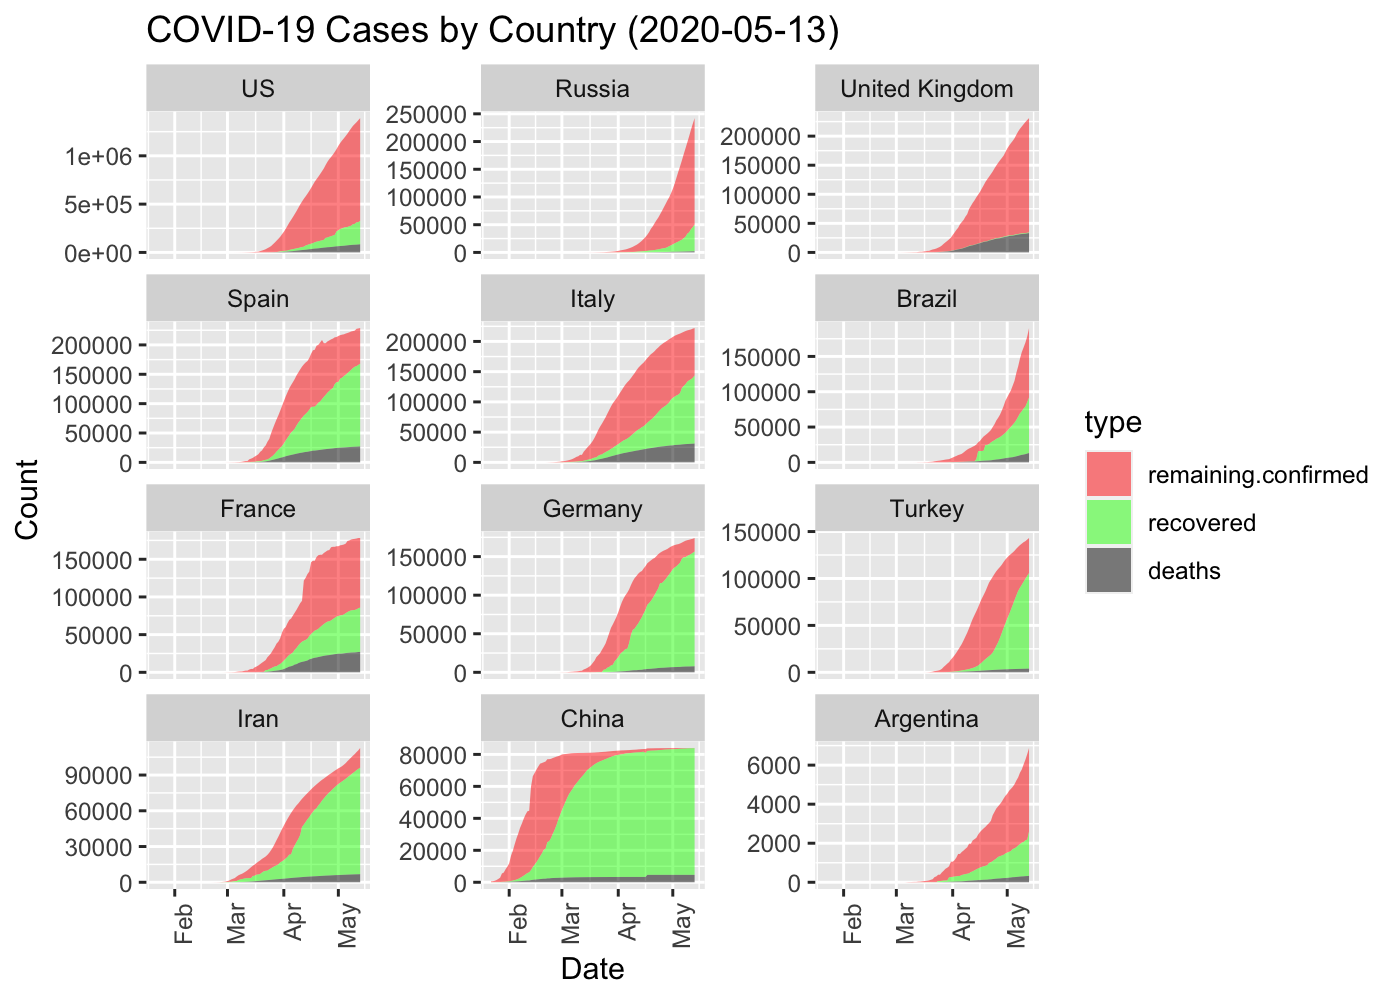 COVID-19 Cases by Country (2020-05-13)
US
Russia
United Kingdom
1e+06
5e+05
0e+00
250000
200000
150000
100000
50000
0
200000
150000
100000
50000
0
Spain
Italy
Brazil
200000
150000
100000
50000
0
200000
150000
100000
50000
0
150000
100000
50000
0
France
Germany
Turkey
150000
100000
50000
0
150000
100000
50000
0
150000
100000
50000
0
Iran
China
Argentina
90000
60000
30000
0
80000
60000
40000
20000
0
6000
4000
2000
0
Feb
Mar
Apr
May
Feb
Mar
Apr
May
Feb
Mar
Apr
May
Date
Count
type
remaining.confirmed
recovered
deaths